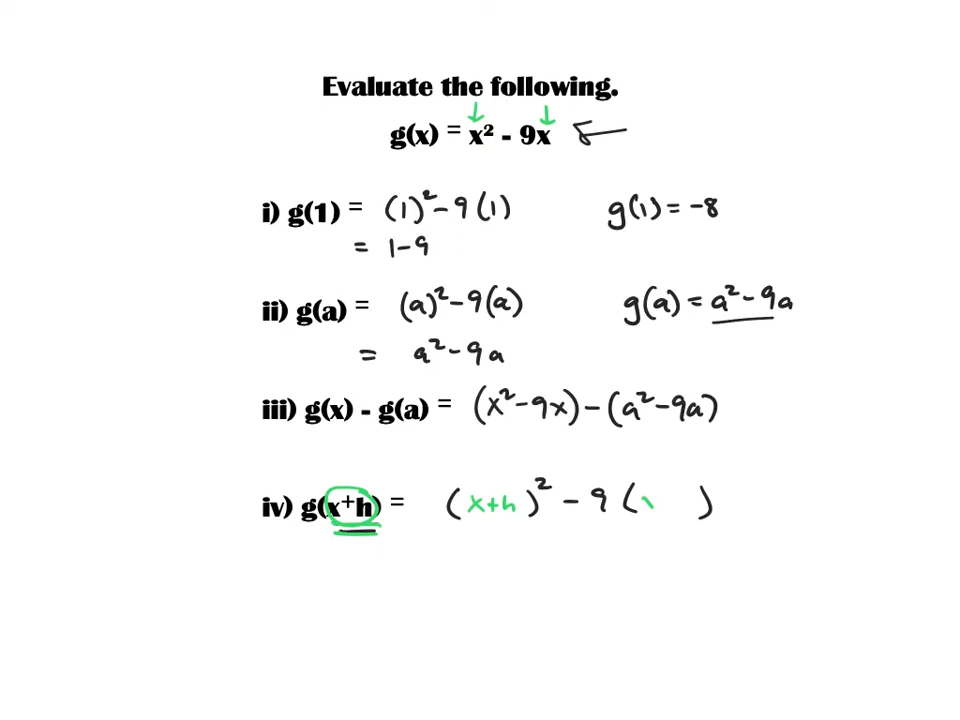 Evaluate the following.
g(x) = x² - 9x
i) g(1) = (1)² - 9(1) g(1) = -8
= 1-9
ii) g(a) = (a)² - 9(a) g(a) = a² - 9a
= a² - 9a
iii) g(x) - g(a) = (x² - 9x) - (a² - 9a)
iv) g(x+h) = (x+h)² - 9( )